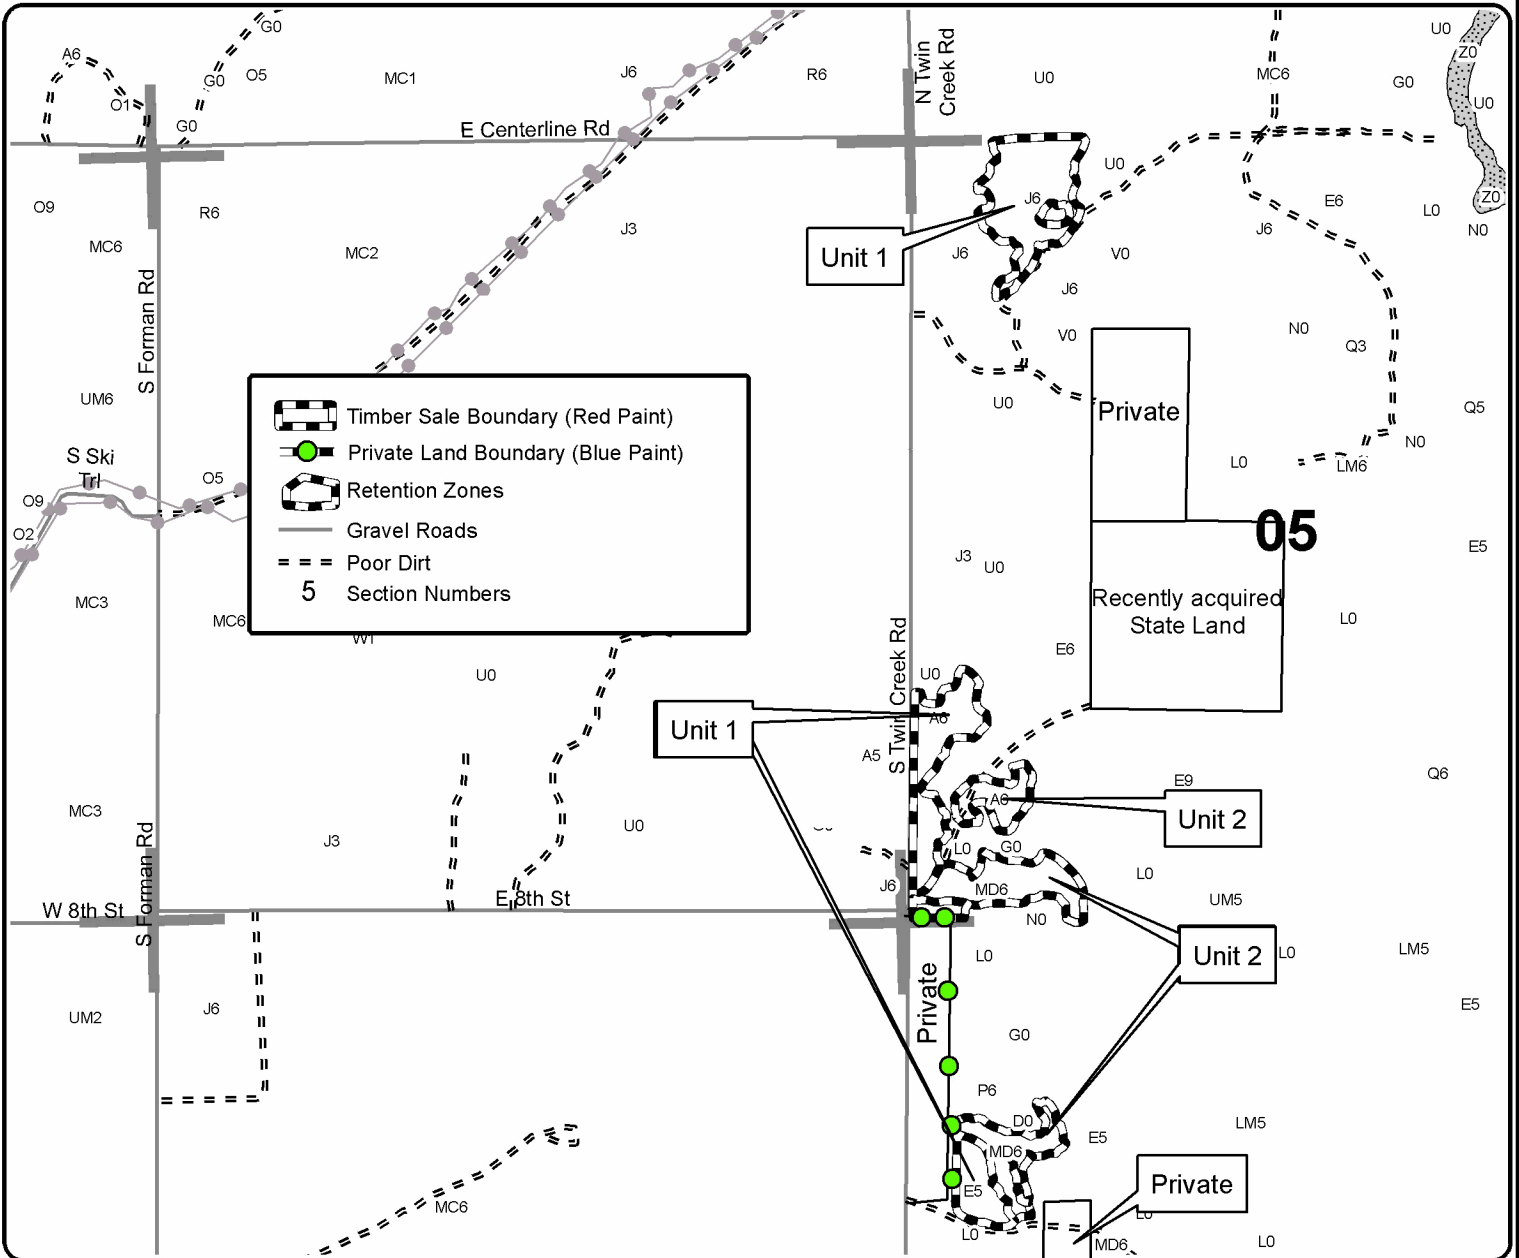 G0
U0
A6
N Twin
Creek Rd
Z0
G0
O5
MC1
J6
R6
U0
MC6
G0
O1
U0
G0
E Centerline Rd
U0
Z0
O9
R6
J6
E6
L0
MC6
MC2
J3
J6
N0
Unit 1
J6
V0
S Forman Rd
J6
V0
N0
Q3
UM6
U0
Private
Q5
N0
Timber Sale Boundary (Red Paint)
Private Land Boundary (Blue Paint)
Retention Zones
Gravel Roads
Poor Dirt
5 Section Numbers
S Ski
Trl
O5
O9
O2
L0
LM6
05
J3
U0
E5
MC3
MC6
W1
Recently acquired
State Land
L0
E6
U0
U0
S Twin Creek Rd
Unit 1
A6
A5
E9
Q6
A6
Unit 2
MC3
J3
U0
L0
G0
L0
S Forman Rd
J6
MD6
UM5
W 8th St
E 8th St
N0
Unit 2
L0
L0
LM5
Private
E5
UM2
J6
G0
P6
D0
E5
LM5
MD6
E5
Private
MC6
L0
L0
MD6
L0